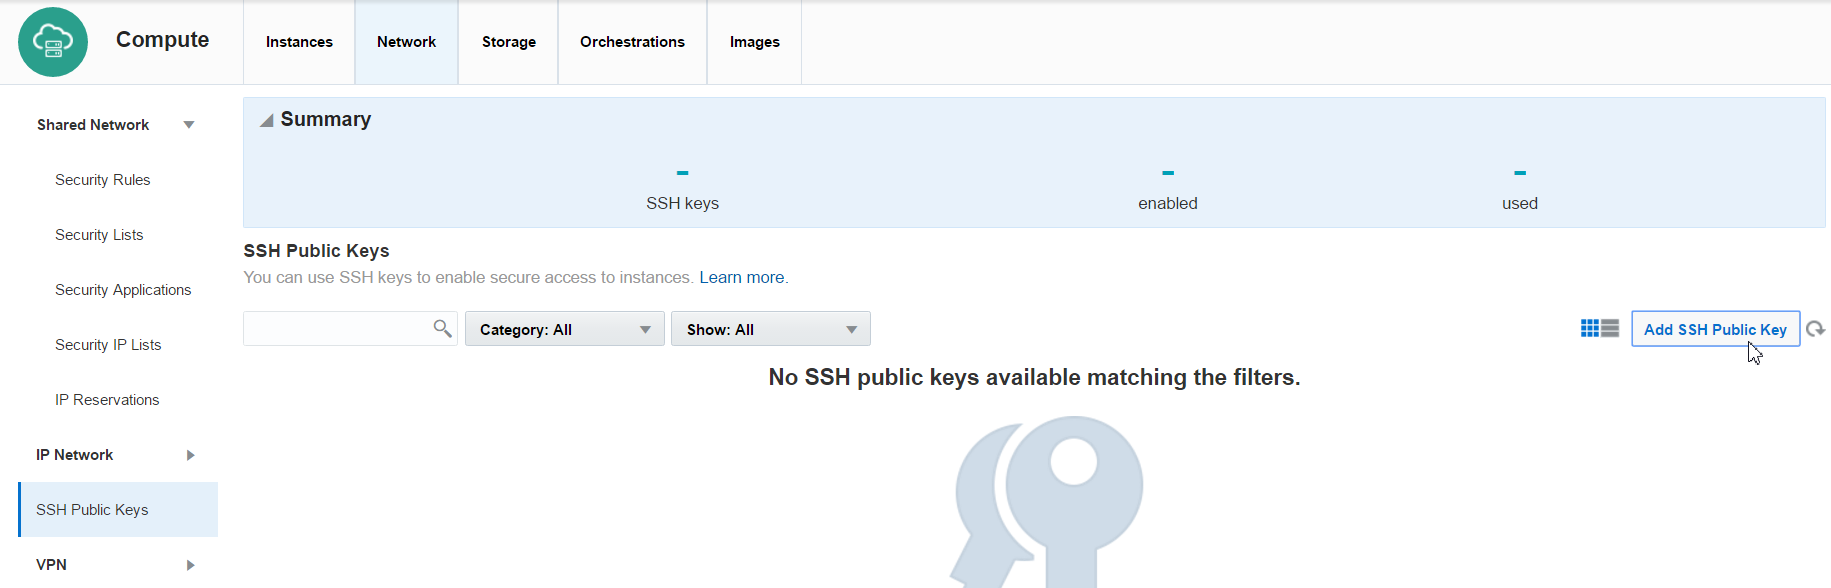 Compute
Instances
Network
Storage
Orchestrations
Images
Shared Network
Security Rules
Security Lists
Security Applications
Security IP Lists
IP Reservations
IP Network
SSH Public Keys
VPN
Summary
-
SSH keys
-
enabled
-
used
SSH Public Keys
You can use SSH keys to enable secure access to instances. Learn more.
Category: All
Show: All
Add SSH Public Key
No SSH public keys available matching the filters.